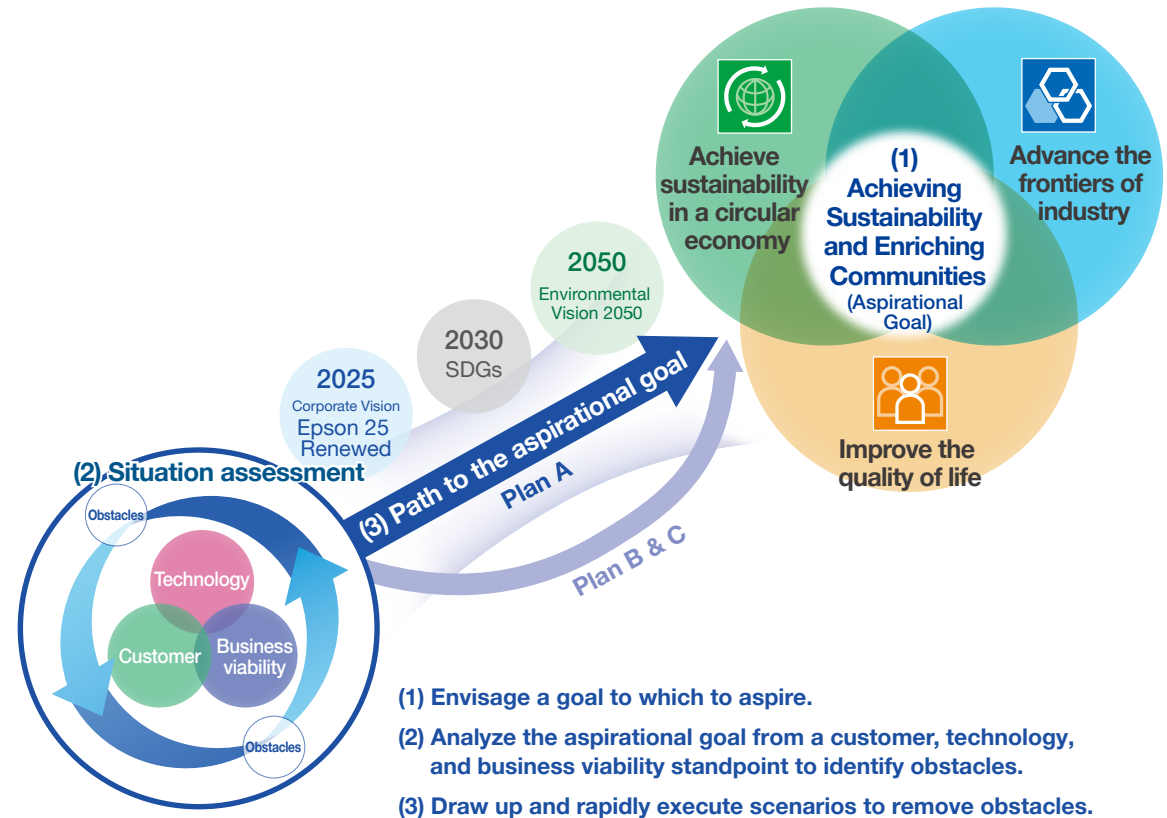 Achieve
sustainability
in a circular
economy
Advance the
frontiers of
industry
(1)
Achieving
Sustainability
and Enriching
Communities
(Aspirational
Goal)
Improve the
quality of life
2050
Environmental
Vision 2050
2030
SDGs
2025
Corporate Vision
Epson 25
Renewed
(3) Path to the aspirational goal
Plan A
Plan B & C
(2) Situation assessment
Obstacles
Technology
Customer
Business
viability
Obstacles
(1) Envisage a goal to which to aspire.
(2) Analyze the aspirational goal from a customer, technology,
and business viability standpoint to identify obstacles.
(3) Draw up and rapidly execute scenarios to remove obstacles.